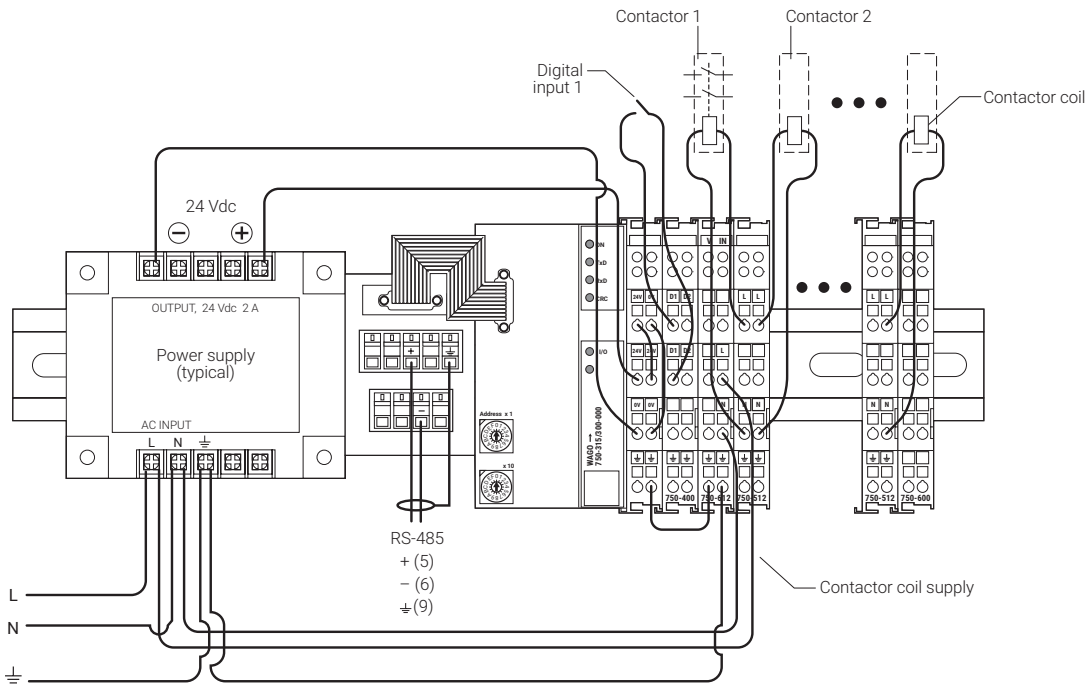 Contactor 1
Contactor 2
Digital
input 1
Contactor coil
24 Vdc
− +
OUTPUT, 24 Vdc 2 A
Power supply
(typical)
AC INPUT
L N
+
−
ON
TxD
RxD
CRC
I/O
Address x 1
x 10
WAGO →
750-315/300-000
V IN
24V 0V D1 D2 L L L L
24V D1 D2 L
0V 0V N N N N
750-400 750-612 750-512 750-512 750-600
RS-485
+ (5)
− (6)
⏚ (9)
Contactor coil supply
L
N